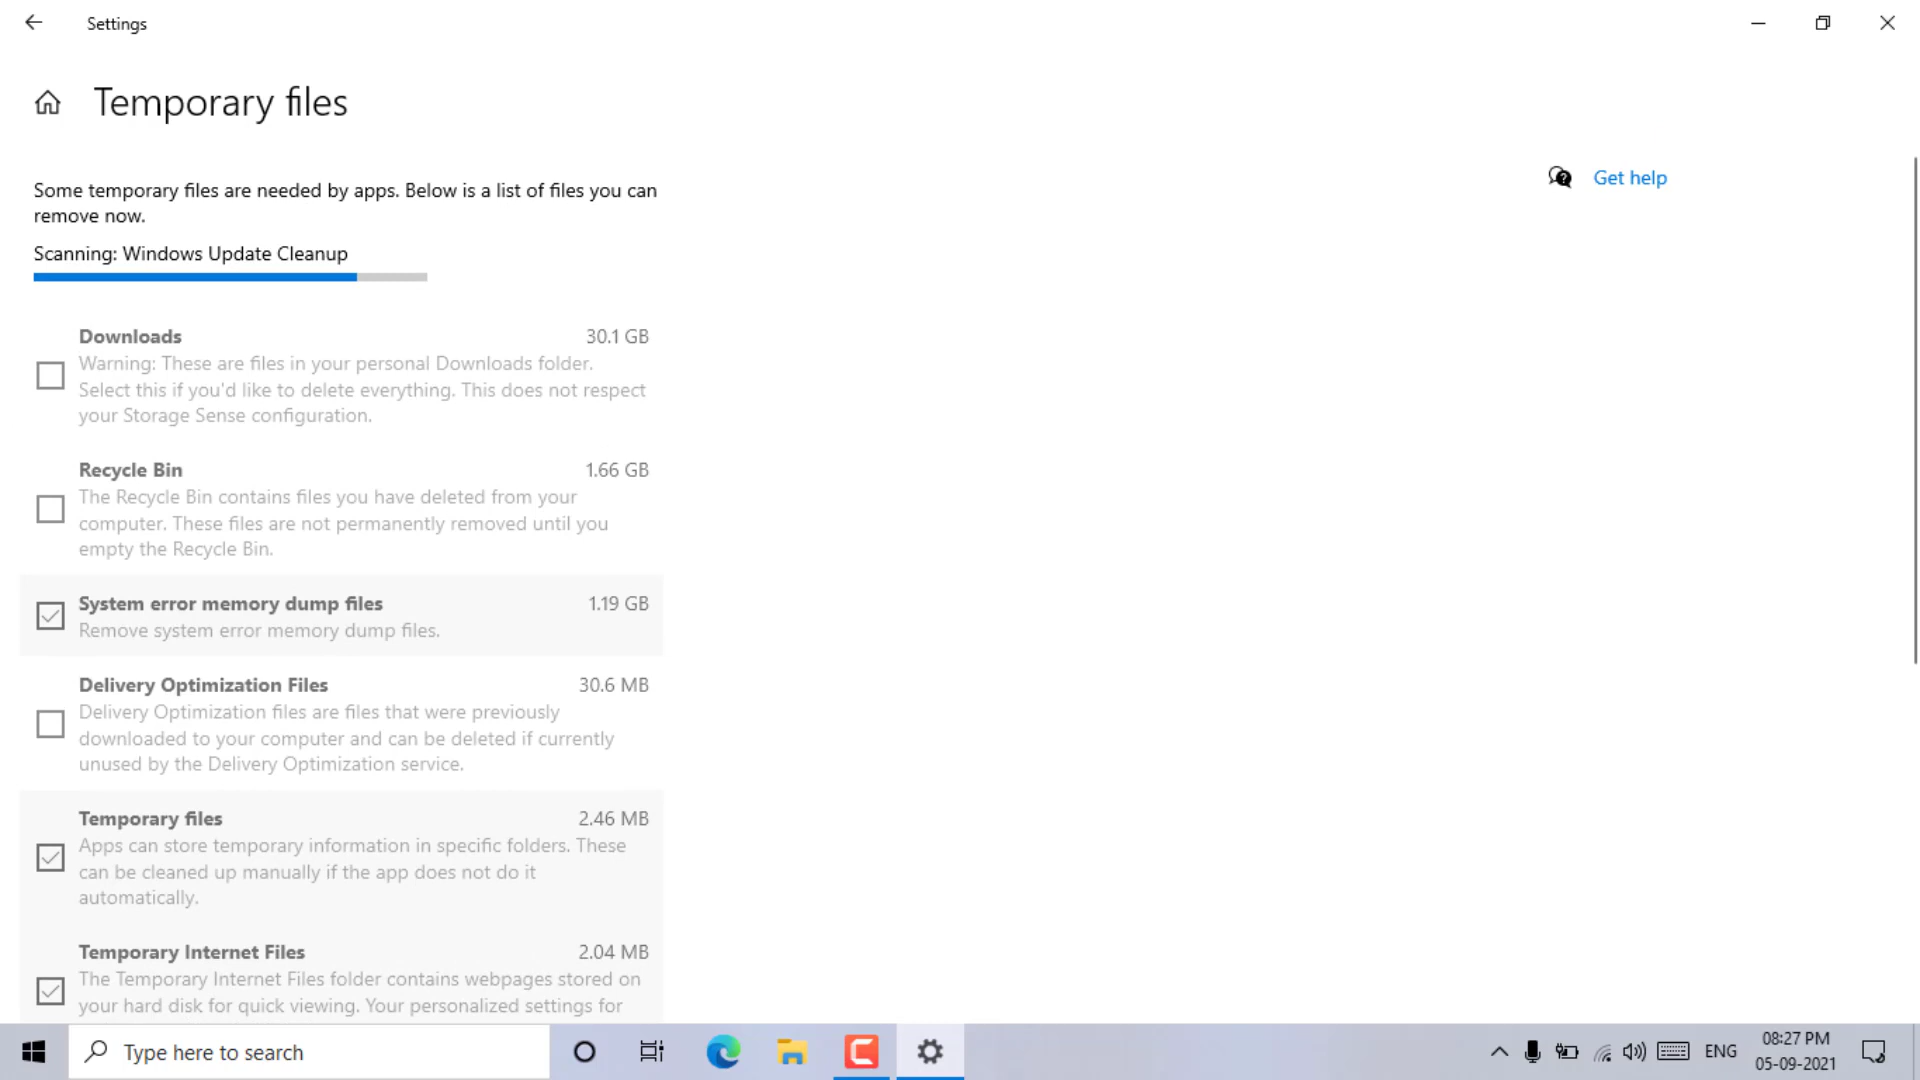 Settings
Temporary files
Some temporary files are needed by apps. Below is a list of files you can
remove now.
Get help
Scanning: Windows Update Cleanup
Downloads 30.1 GB
Warning: These are files in your personal Downloads folder.
Select this if you'd like to delete everything. This does not respect
your Storage Sense configuration.
Recycle Bin 1.66 GB
The Recycle Bin contains files you have deleted from your
computer. These files are not permanently removed until you
empty the Recycle Bin.
System error memory dump files 1.19 GB
Remove system error memory dump files.
Delivery Optimization Files 30.6 MB
Delivery Optimization files are files that were previously
downloaded to your computer and can be deleted if currently
unused by the Delivery Optimization service.
Temporary files 2.46 MB
Apps can store temporary information in specific folders. These
can be cleaned up manually if the app does not do it
automatically.
Temporary Internet Files 2.04 MB
The Temporary Internet Files folder contains webpages stored on
your hard disk for quick viewing. Your personalized settings for
Type here to search
ENG
08:27 PM
05-09-2021